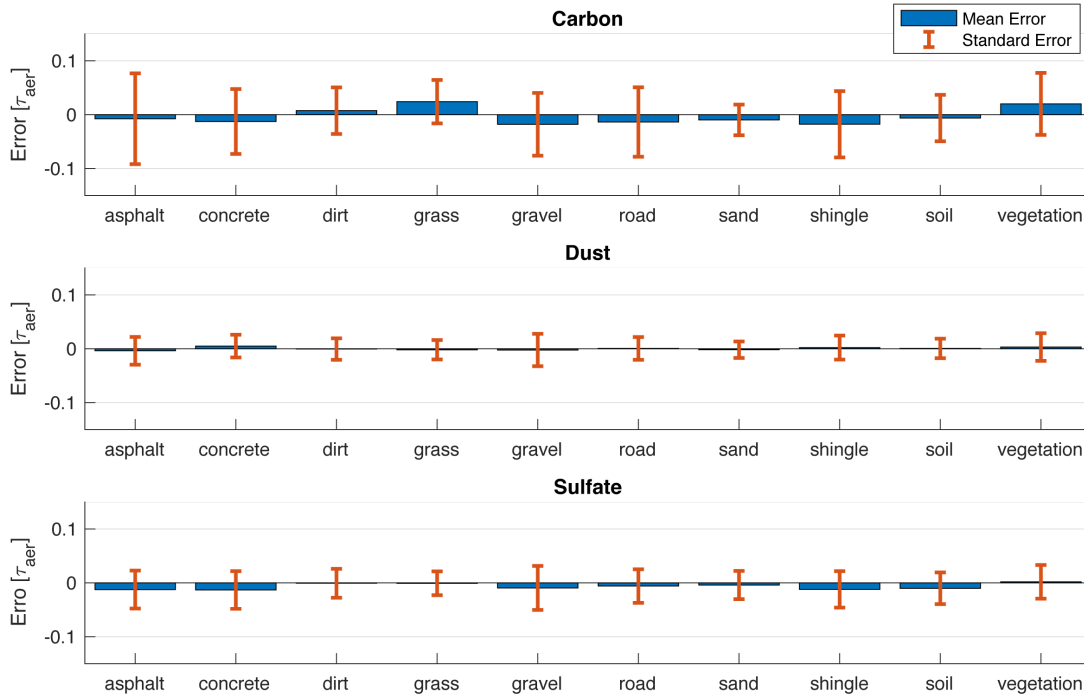 Carbon
Mean Error
Standard Error
0.1
0
-0.1
Error [τaer]
asphalt concrete dirt grass gravel road sand shingle soil vegetation
Dust
0.1
0
-0.1
Error [τaer]
asphalt concrete dirt grass gravel road sand shingle soil vegetation
Sulfate
0.1
0
-0.1
Erro [τaer]
asphalt concrete dirt grass gravel road sand shingle soil vegetation